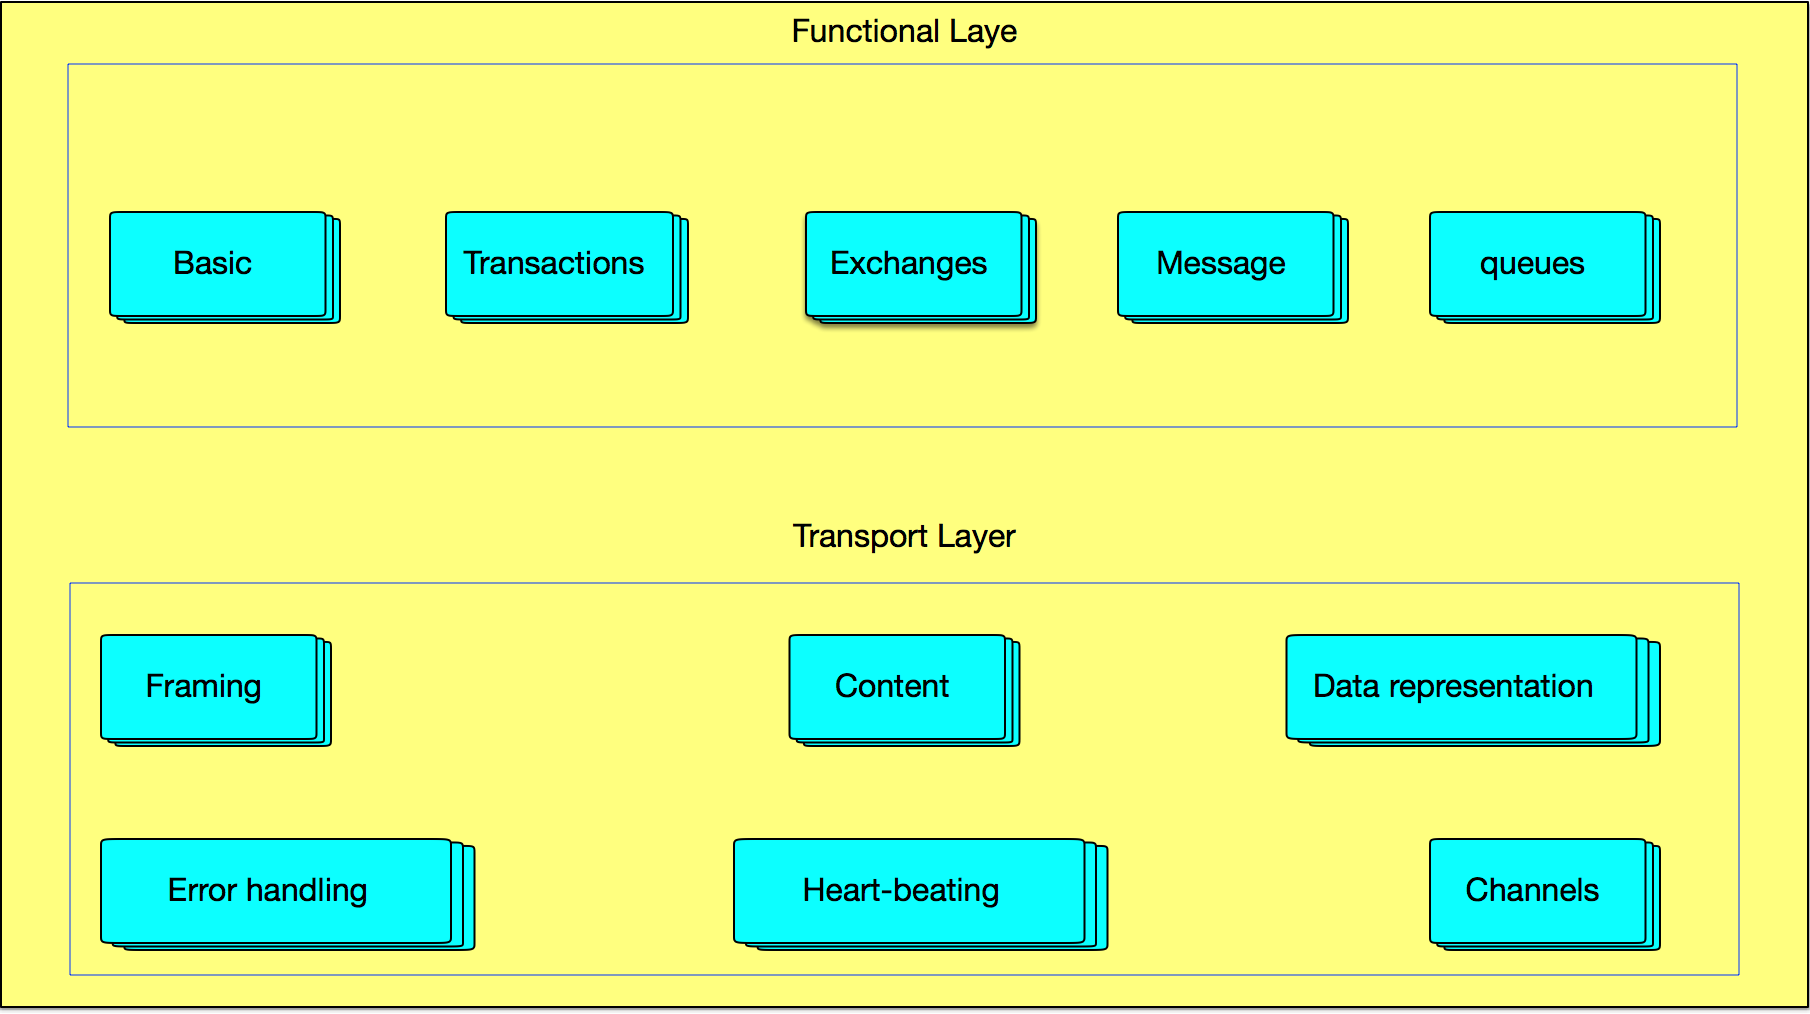 Functional Laye
Basic
Transactions
Exchanges
Message
queues
Transport Layer
Framing
Content
Data representation
Error handling
Heart-beating
Channels